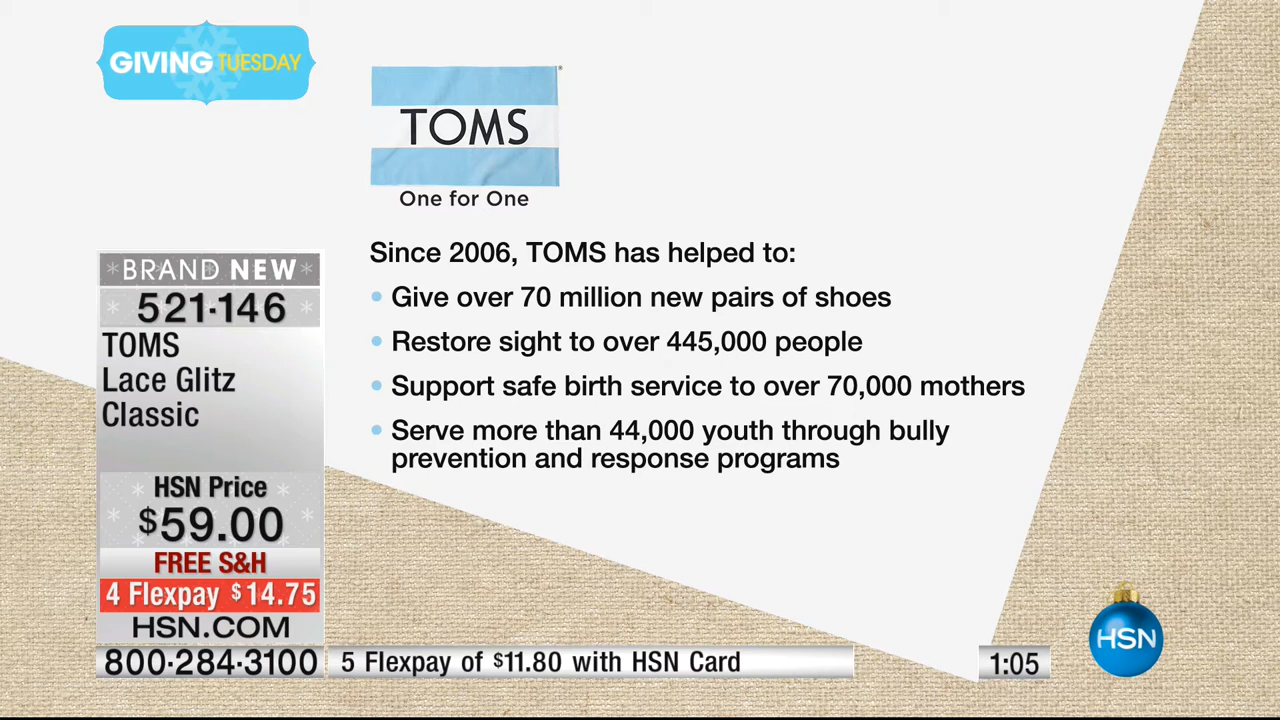 GIVING TUESDAY
TOMS
One for One
Since 2006, TOMS has helped to:
• Give over 70 million new pairs of shoes
• Restore sight to over 445,000 people
• Support safe birth service to over 70,000 mothers
• Serve more than 44,000 youth through bully
prevention and response programs
BRAND NEW
521·146
TOMS
Lace Glitz
Classic
HSN Price
$59.00
FREE S&H
4 Flexpay $14.75
HSN.COM
800·284·3100
5 Flexpay of $11.80 with HSN Card
1:05
HSN